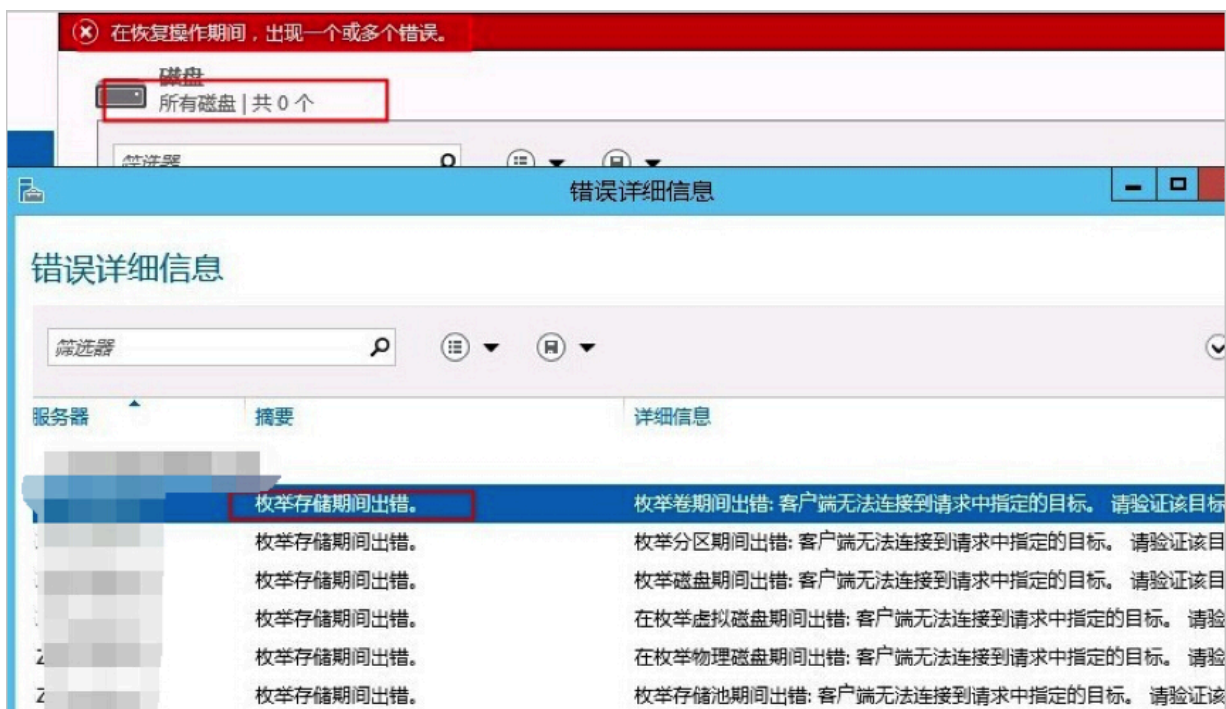 在恢复操作期间，出现一个或多个错误。
磁盘
所有磁盘 | 共 0 个
筛选器
错误详细信息
错误详细信息
筛选器
服务器 摘要 详细信息
枚举存储期间出错。 枚举卷期间出错: 客户端无法连接到请求中指定的目标。 请验证该目标
枚举存储期间出错。 枚举分区期间出错: 客户端无法连接到请求中指定的目标。 请验证该目
枚举存储期间出错。 枚举磁盘期间出错: 客户端无法连接到请求中指定的目标。 请验证该目
枚举存储期间出错。 在枚举虚拟磁盘期间出错: 客户端无法连接到请求中指定的目标。 请验
Z 枚举存储期间出错。 在枚举物理磁盘期间出错: 客户端无法连接到请求中指定的目标。 请验
Z 枚举存储期间出错。 枚举存储池期间出错: 客户端无法连接到请求中指定的目标。 请验证该